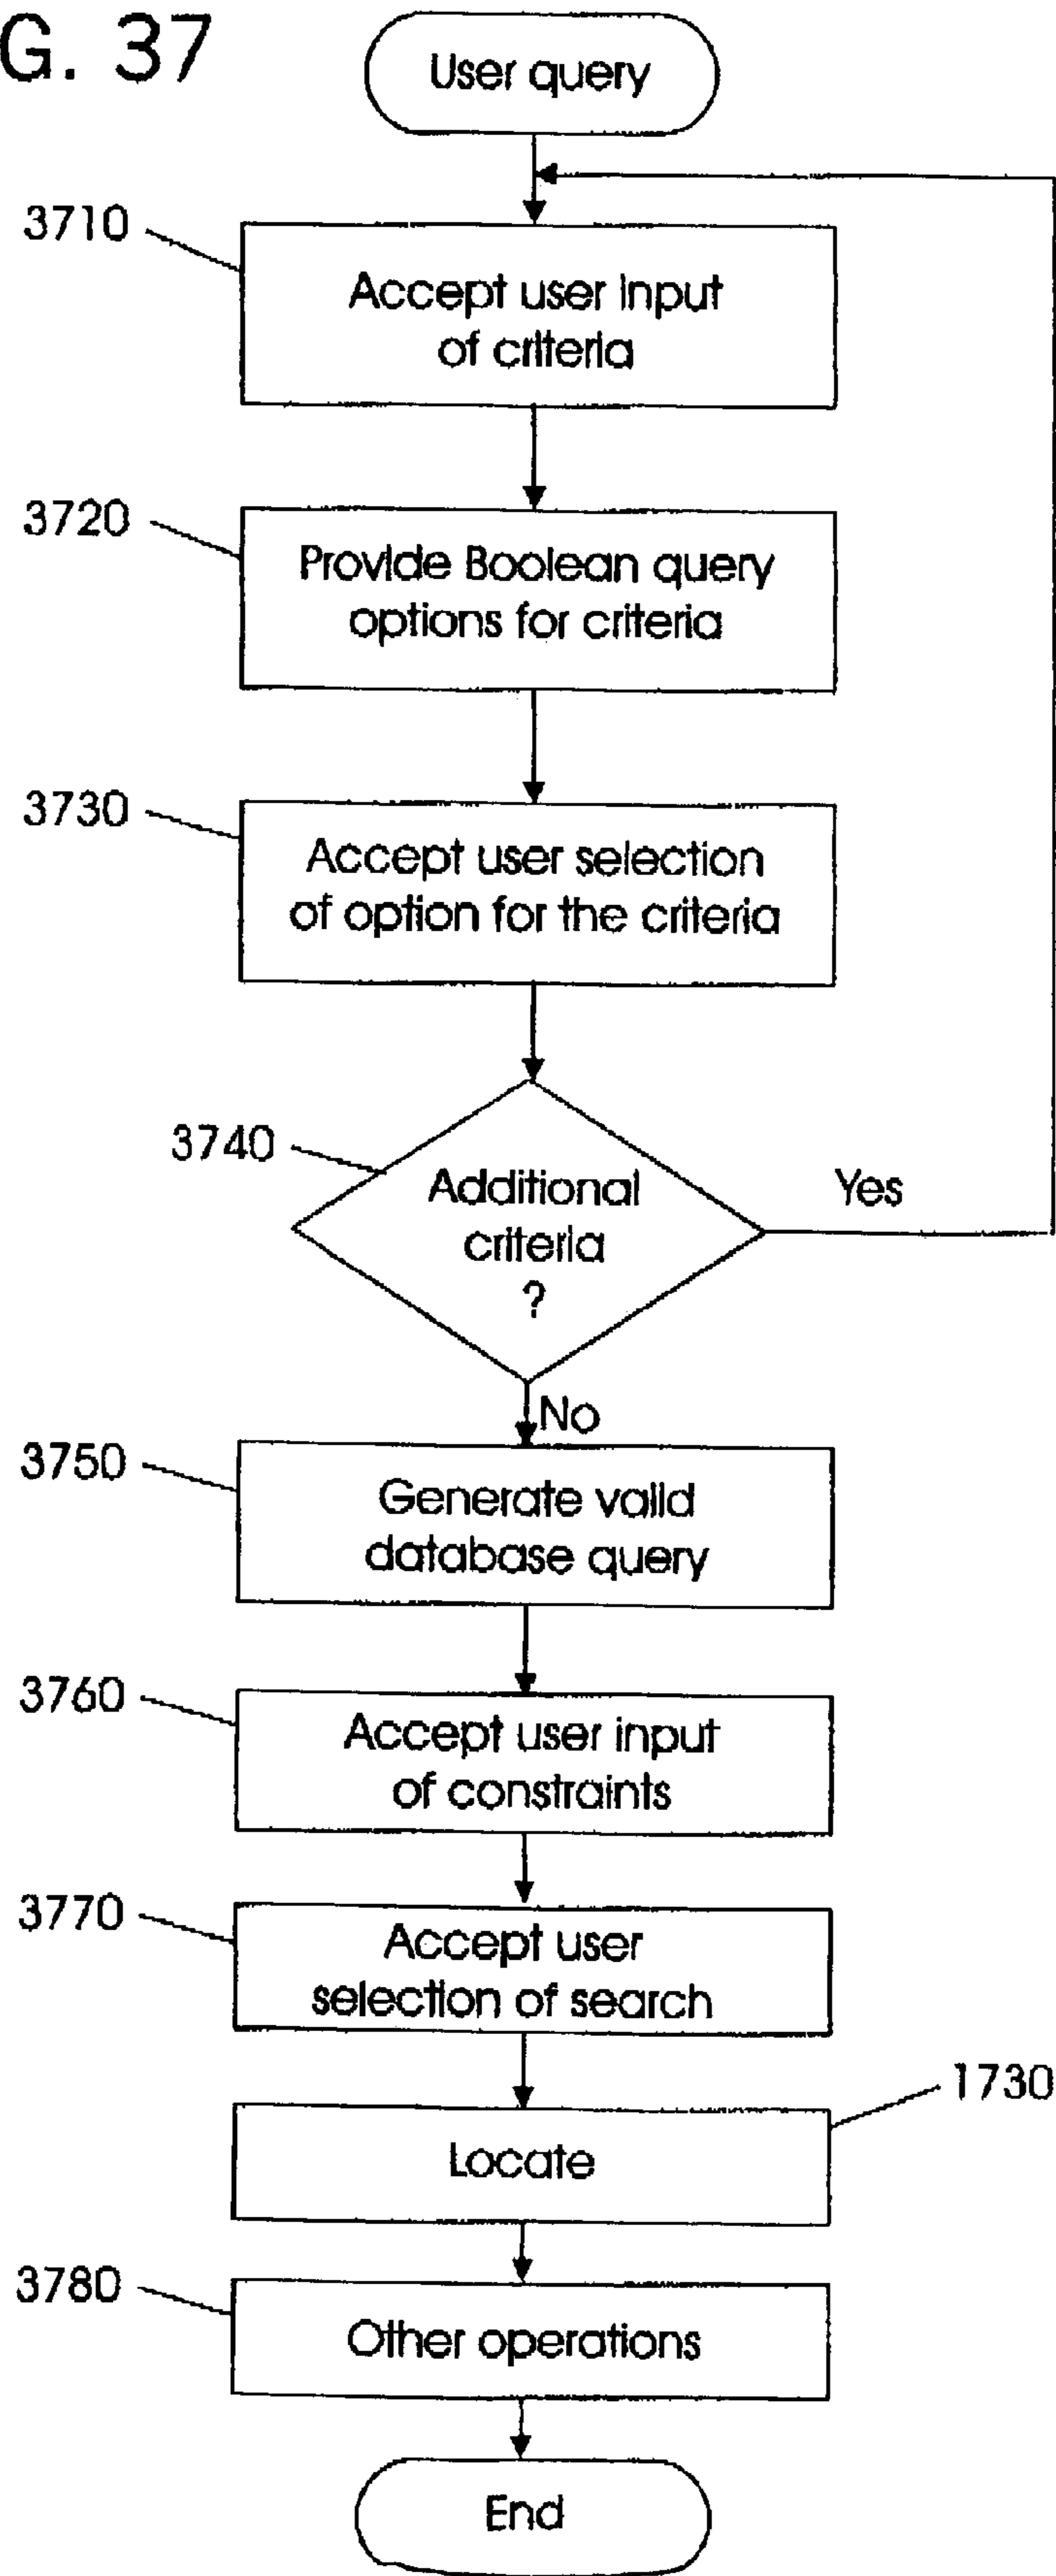 G. 37
User query
3710
Accept user input
of criteria
3720
Provide Boolean query
options for criteria
3730
Accept user selection
of option for the criteria
3740
Additional
criteria
?
Yes
No
3750
Generate valid
database query
3760
Accept user input
of constraints
3770
Accept user
selection of search
1730
Locate
3780
Other operations
End